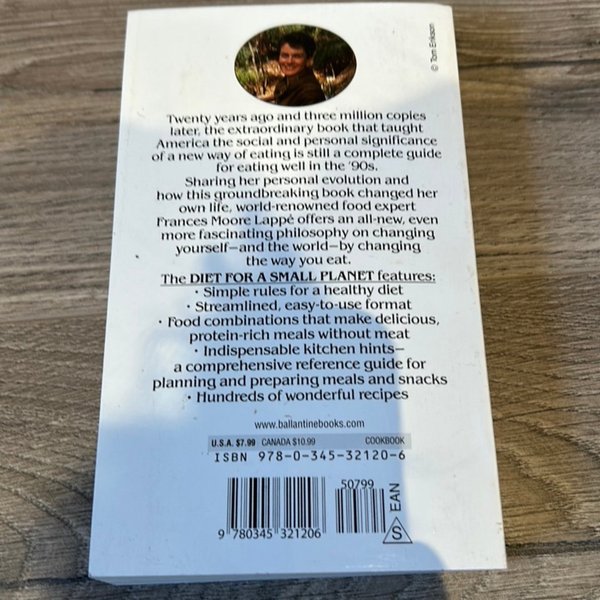 © Tom Erikson
Twenty years ago and three million copies
later, the extraordinary book that taught
America the social and personal significance
of a new way of eating is still a complete guide
for eating well in the '90s.
Sharing her personal evolution and
how this groundbreaking book changed her
own life, world-renowned food expert
Frances Moore Lappé offers an all-new, even
more fascinating philosophy on changing
yourself—and the world—by changing
the way you eat.
The DIET FOR A SMALL PLANET features:
• Simple rules for a healthy diet
• Streamlined, easy-to-use format
• Food combinations that make delicious,
protein-rich meals without meat
• Indispensable kitchen hints—
a comprehensive reference guide for
planning and preparing meals and snacks
• Hundreds of wonderful recipes
www.ballantinebooks.com
U.S.A. $7.99 CANADA $10.99 COOKBOOK
ISBN 978-0-345-32120-6
50799
9 780345 321206
S EAN